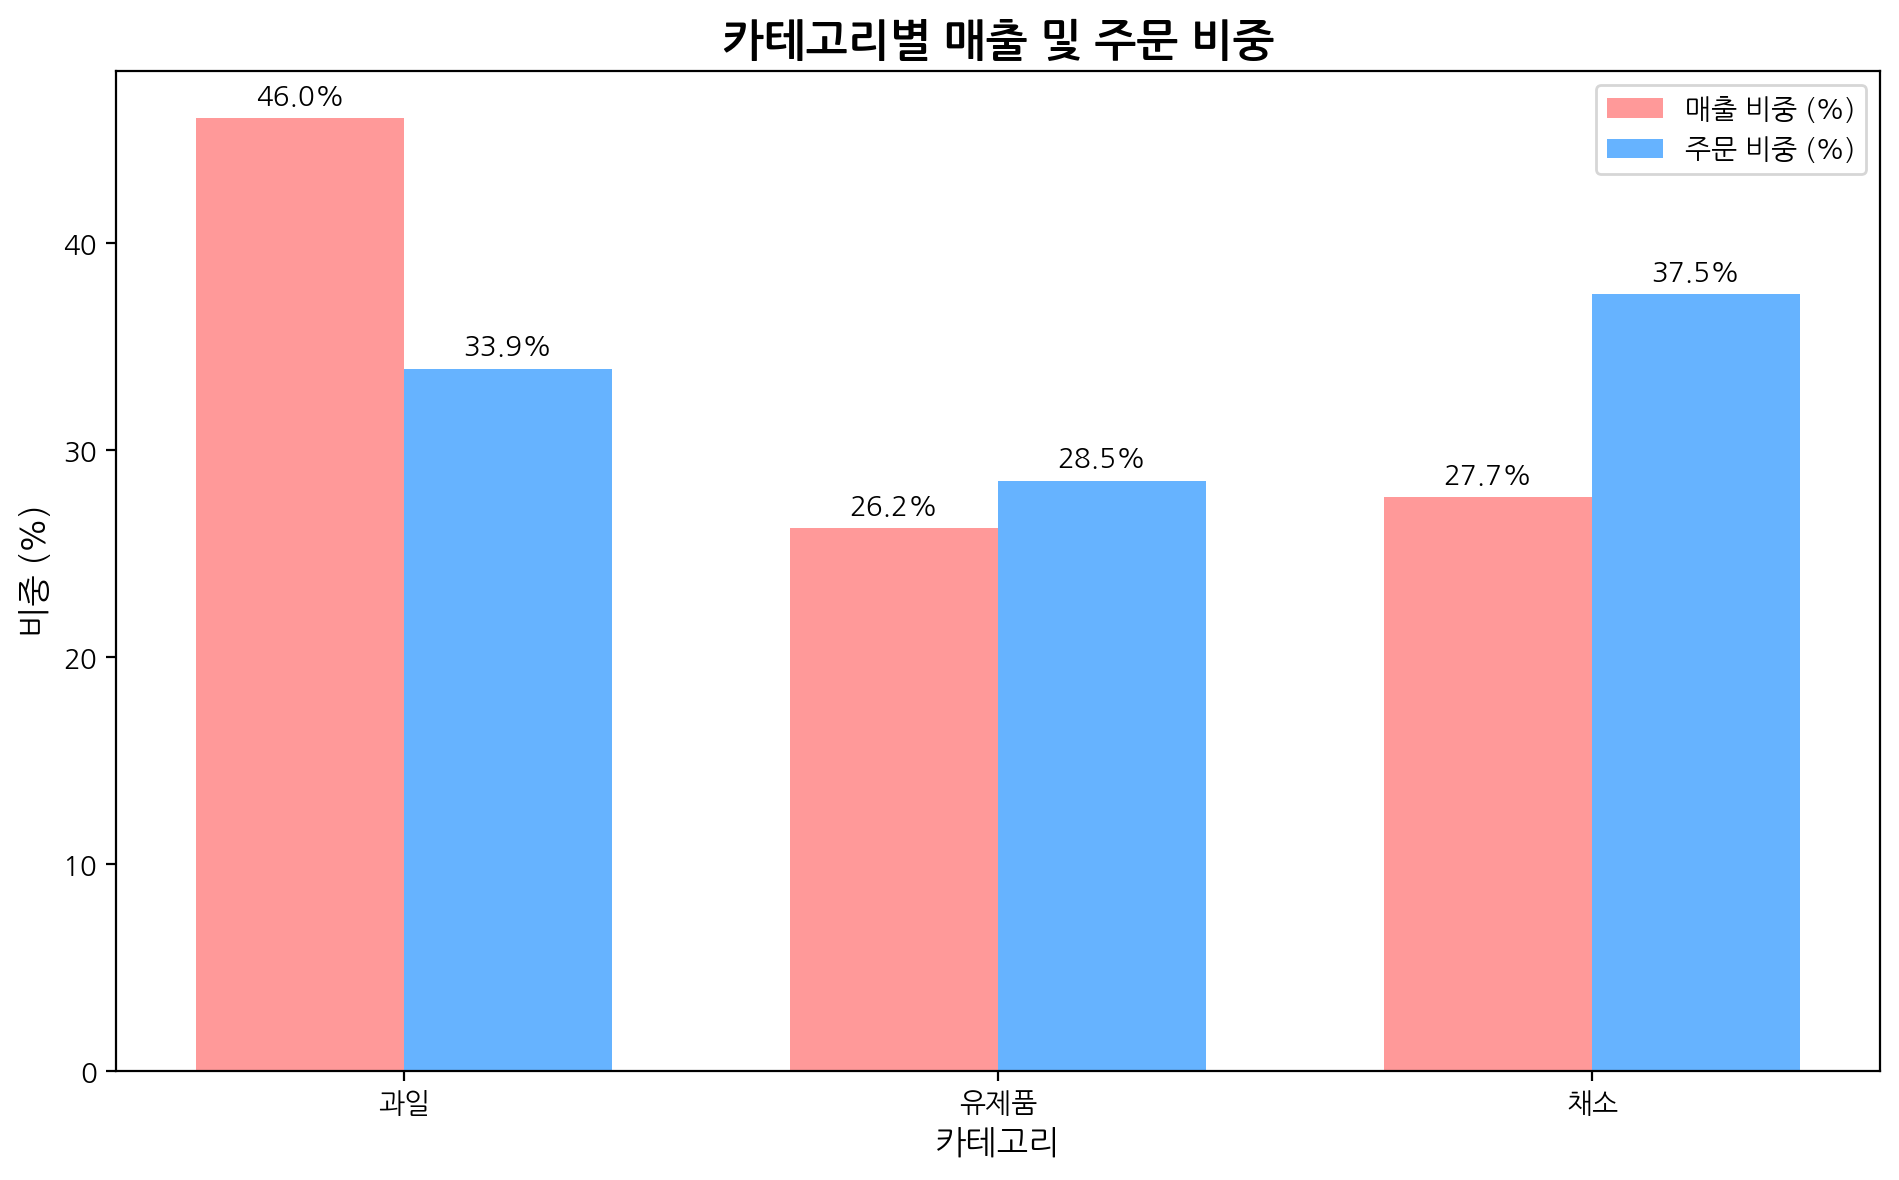 카테고리별 매출 및 주문 비중
매출 비중 (%)
주문 비중 (%)
46.0%
33.9%
26.2%
28.5%
27.7%
37.5%
비중 (%)
40
30
20
10
0
과일
유제품
채소
카테고리